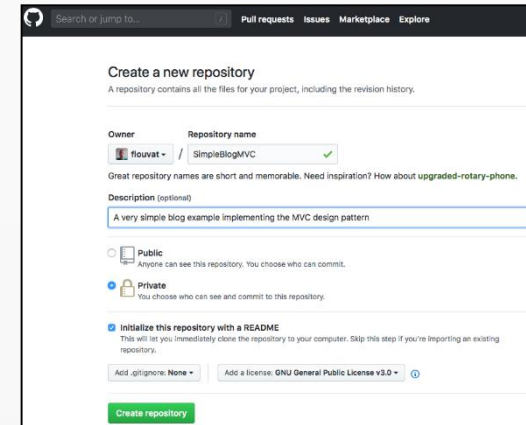 Search or jump to...
/
Pull requests Issues Marketplace Explore
Create a new repository
A repository contains all the files for your project, including the revision history.
Owner Repository name
flouvat / SimpleBlogMVC
Great repository names are short and memorable. Need inspiration? How about upgraded-rotary-phone.
Description (optional)
A very simple blog example implementing the MVC design pattern
Public
Anyone can see this repository. You choose who can commit.
Private
You choose who can see and commit to this repository.
Initialize this repository with a README
This will let you immediately clone the repository to your computer. Skip this step if you're importing an existing
repository.
Add .gitignore: None Add a license: GNU General Public License v3.0
Create repository